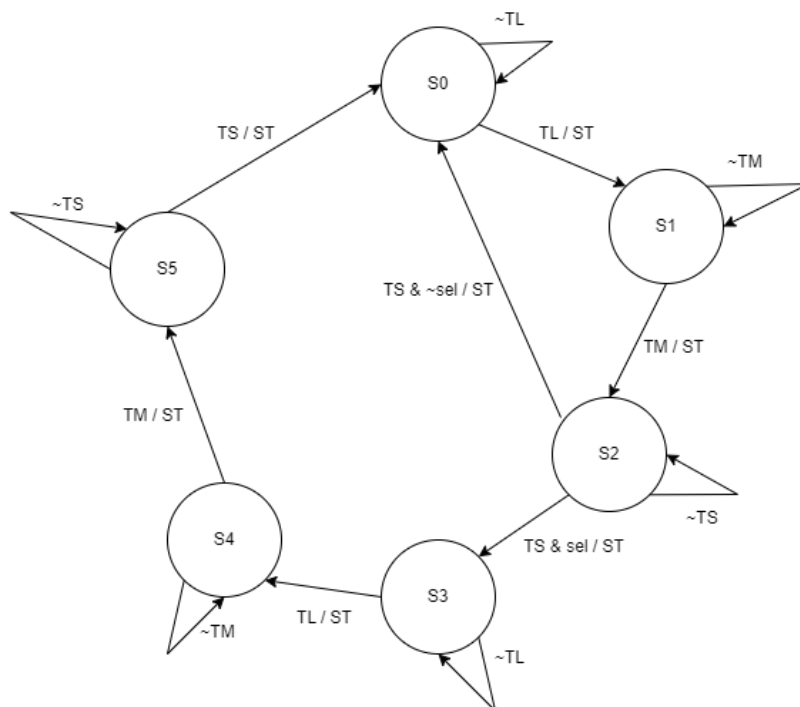 ~TL
S0
TS / ST
TL / ST
~TM
~TS
S1
S5
TS & ~sel / ST
TM / ST
TM / ST
S2
~TS
S4
TS & sel / ST
S3
TL / ST
~TM
~TL